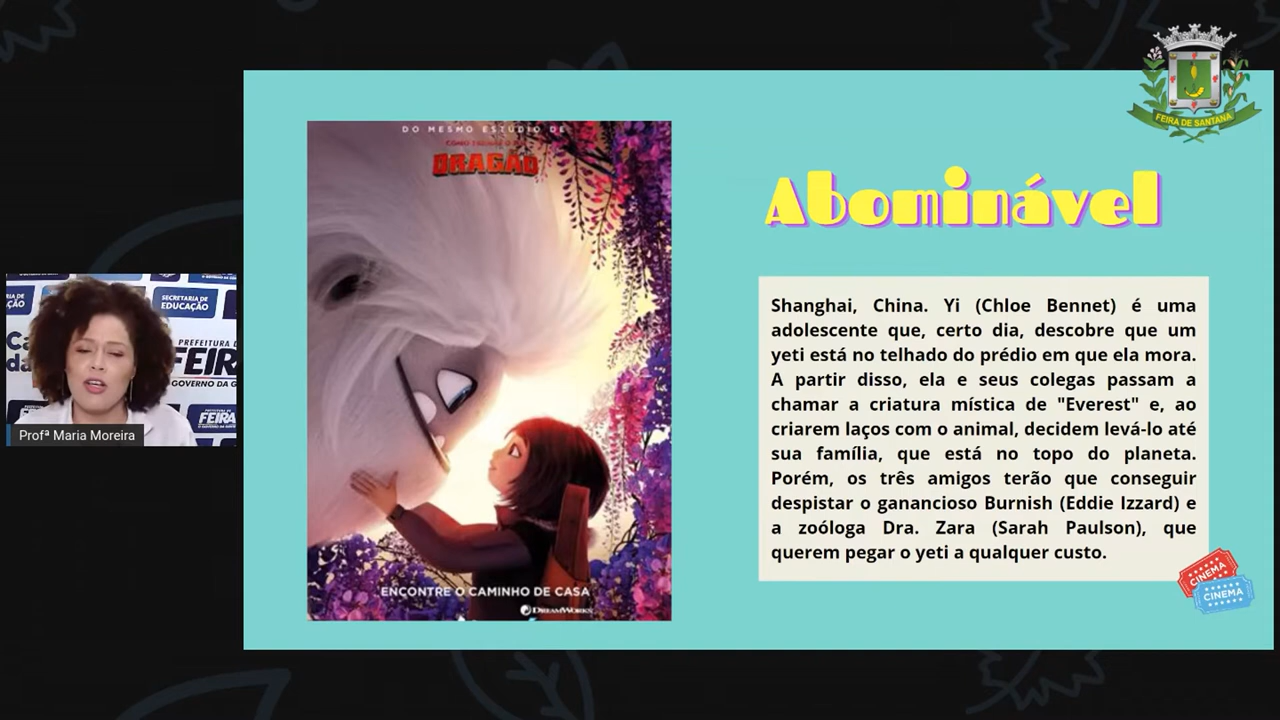 FEIRA DE SANTANA
DO MESMO ESTÚDIO DE
DRAGÃO
Abominável
Shanghai, China. Yi (Chloe Bennet) é uma
adolescente que, certo dia, descobre que um
yeti está no telhado do prédio em que ela mora.
A partir disso, ela e seus colegas passam a
chamar a criatura mística de "Everest" e, ao
criarem laços com o animal, decidem levá-lo até
sua família, que está no topo do planeta.
Porém, os três amigos terão que conseguir
despistar o ganancioso Burnish (Eddie Izzard) e
a zoóloga Dra. Zara (Sarah Paulson), que
querem pegar o yeti a qualquer custo.
CINEMA
CINEMA
ENCONTRE O CAMINHO DE CASA
DREAMWORKS
SECRETARIA DE
EDUCAÇÃO
PREFEITURA D
FEIR
GOVERNO DA G
FEIRA
Profª Maria Moreira